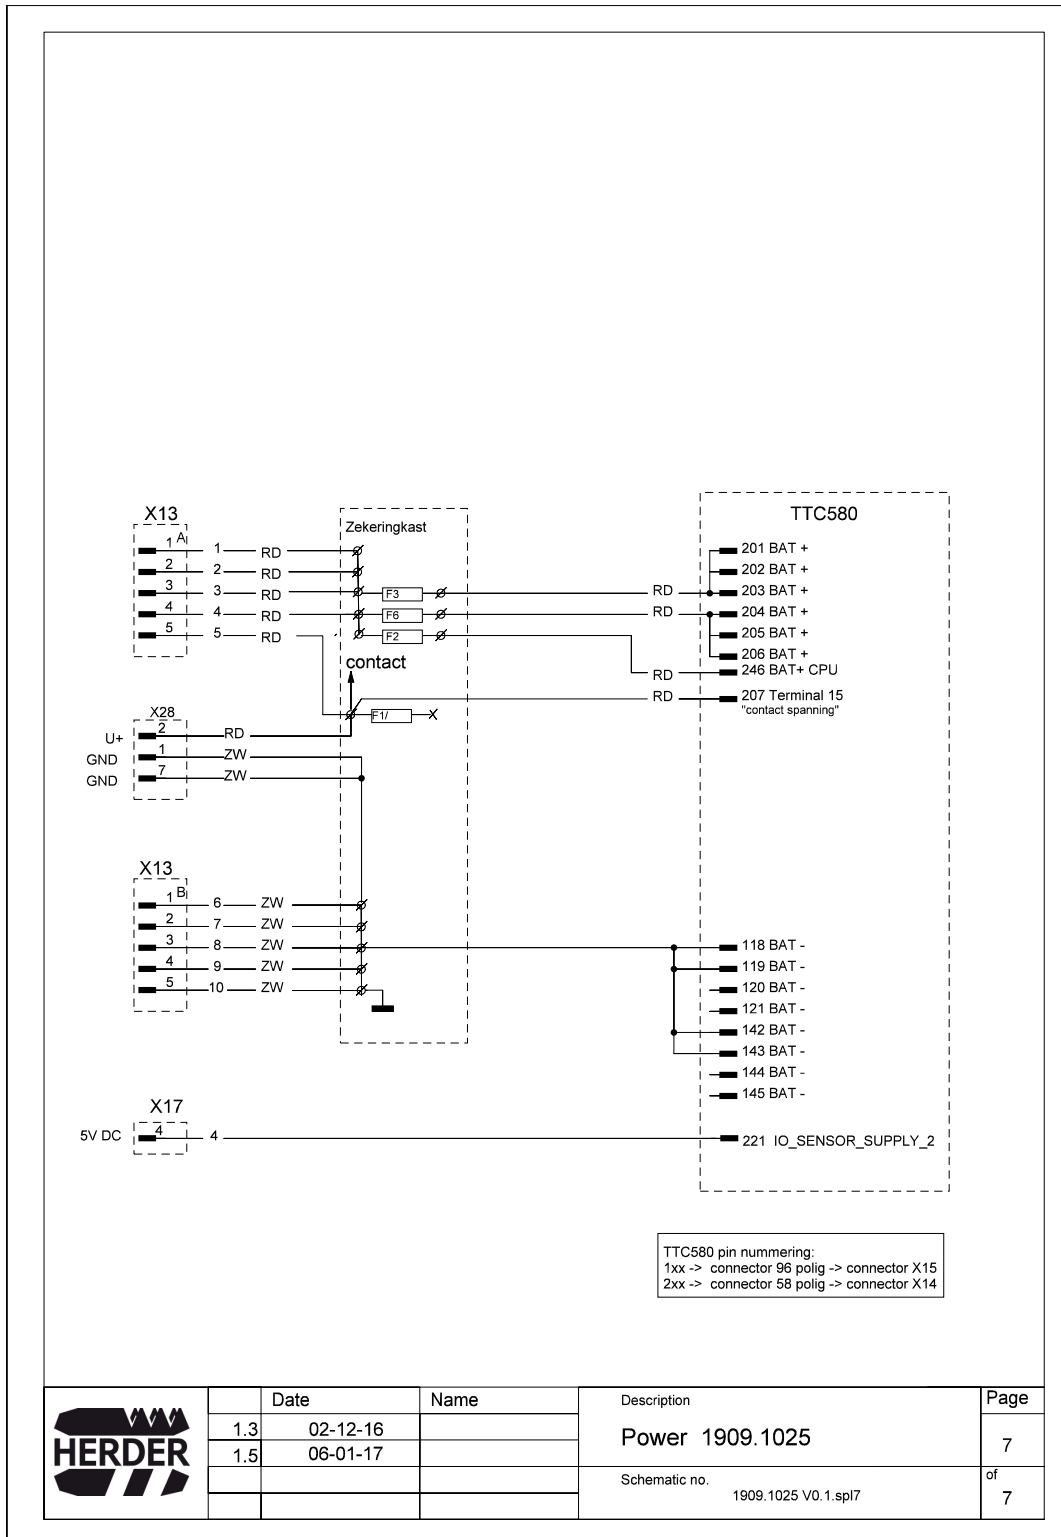 X13
Zekeringkast
TTC580
1 A 1 RD
2 2 RD
3 3 RD
4 4 RD
5 5 RD
F3
F6
F2
RD
RD
RD
RD
201 BAT +
202 BAT +
203 BAT +
204 BAT +
205 BAT +
206 BAT +
246 BAT+ CPU
207 Terminal 15
"contact spanning"
contact
F1/
X28
U+ 2 RD
GND 1 ZW
GND 7 ZW
X13
1 B 6 ZW
2 7 ZW
3 8 ZW
4 9 ZW
5 10 ZW
118 BAT -
119 BAT -
120 BAT -
121 BAT -
142 BAT -
143 BAT -
144 BAT -
145 BAT -
X17
5V DC 4 4
221 IO_SENSOR_SUPPLY_2
TTC580 pin nummering:
1xx -> connector 96 polig -> connector X15
2xx -> connector 58 polig -> connector X14
HERDER
Date Name
1.3 02-12-16
1.5 06-01-17
Description
Power 1909.1025
Schematic no.
1909.1025 V0.1.spl7
Page
7
of
7